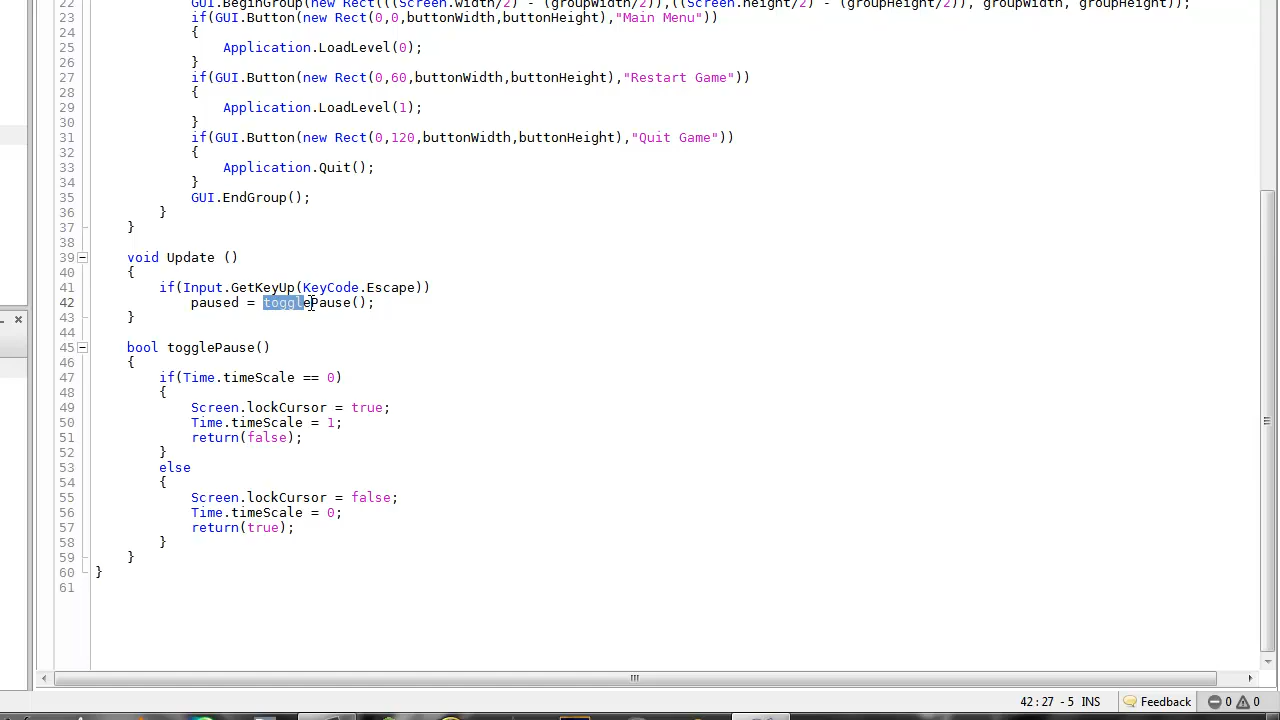 22 GUI.BeginGroup(new Rect(((Screen.width/2) - (groupWidth/2)),((Screen.height/2) - (groupHeight/2)), groupWidth, groupHeight));
23 if(GUI.Button(new Rect(0,0,buttonWidth,buttonHeight),"Main Menu"))
24 {
25 Application.LoadLevel(0);
26 }
27 if(GUI.Button(new Rect(0,60,buttonWidth,buttonHeight),"Restart Game"))
28 {
29 Application.LoadLevel(1);
30 }
31 if(GUI.Button(new Rect(0,120,buttonWidth,buttonHeight),"Quit Game"))
32 {
33 Application.Quit();
34 }
35 GUI.EndGroup();
36 }
37 }
38
39 void Update ()
40 {
41 if(Input.GetKeyUp(KeyCode.Escape))
42 paused = togglePause();
43 }
44
45 bool togglePause()
46 {
47 if(Time.timeScale == 0)
48 {
49 Screen.lockCursor = true;
50 Time.timeScale = 1;
51 return(false);
52 }
53 else
54 {
55 Screen.lockCursor = false;
56 Time.timeScale = 0;
57 return(true);
58 }
59 }
60 }
61
42 : 27 - 5 INS Feedback 0 0